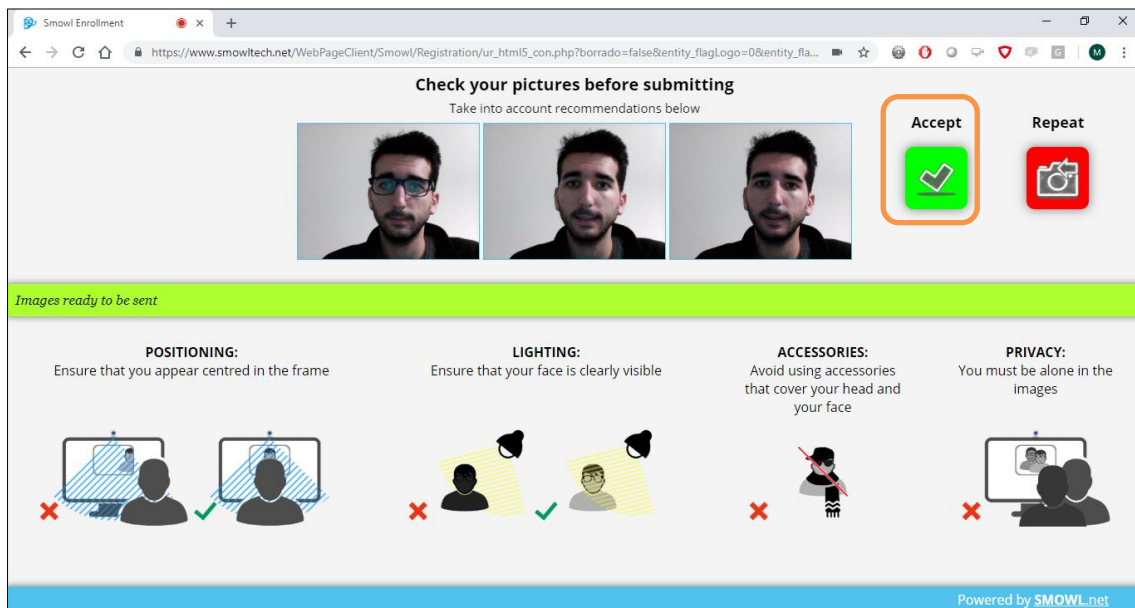 Smowl Enrollment
https://www.smowltech.net/WebPageClient/Smowl/Registration/ur_html5_con.php?borrado=false&entity_flagLogo=0&entity_fla...
G
M
Check your pictures before submitting
Take into account recommendations below
Accept
Repeat
Images ready to be sent
POSITIONING:
Ensure that you appear centred in the frame
LIGHTING:
Ensure that your face is clearly visible
ACCESSORIES:
Avoid using accessories
that cover your head and
your face
PRIVACY:
You must be alone in the
images
Powered by SMOWL.net